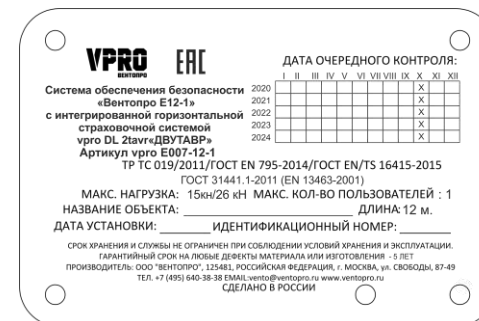 VPRO
ВЕНТОПРО
EAC
ДАТА ОЧЕРЕДНОГО КОНТРОЛЯ:
I II III IV V VI VII VIII IX X XI XII
Система обеспечения безопасности
«Вентопро E12-1»
с интегрированной горизонтальной
страховочной системой
vpro DL 2tavr«ДВУТАВР»
Артикул vpro E007-12-1
2020 X
2021 X
2022 X
2023 X
2024 X
ТР ТС 019/2011/ГОСТ EN 795-2014/ГОСТ EN/TS 16415-2015
ГОСТ 31441.1-2011 (EN 13463-2001)
МАКС. НАГРУЗКА: 15кн/26 кН МАКС. КОЛ-ВО ПОЛЬЗОВАТЕЛЕЙ : 1
НАЗВАНИЕ ОБЪЕКТА: ДЛИНА: 12 м.
ДАТА УСТАНОВКИ: ИДЕНТИФИКАЦИОННЫЙ НОМЕР:
СРОК ХРАНЕНИЯ И СЛУЖБЫ НЕ ОГРАНИЧЕН ПРИ СОБЛЮДЕНИИ УСЛОВИЙ ХРАНЕНИЯ И ЭКСПЛУАТАЦИИ.
ГАРАНТИЙНЫЙ СРОК НА ЛЮБЫЕ ДЕФЕКТЫ МАТЕРИАЛА ИЛИ ИЗГОТОВЛЕНИЯ - 5 ЛЕТ
ПРОИЗВОДИТЕЛЬ: ООО "ВЕНТОПРО", 125481, РОССИЙСКАЯ ФЕДЕРАЦИЯ, г. МОСКВА, ул. СВОБОДЫ, 87-49
ТЕЛ. +7 (495) 640-38-38 EMAIL:vento@ventopro.ru www.ventopro.ru
СДЕЛАНО В РОССИИ